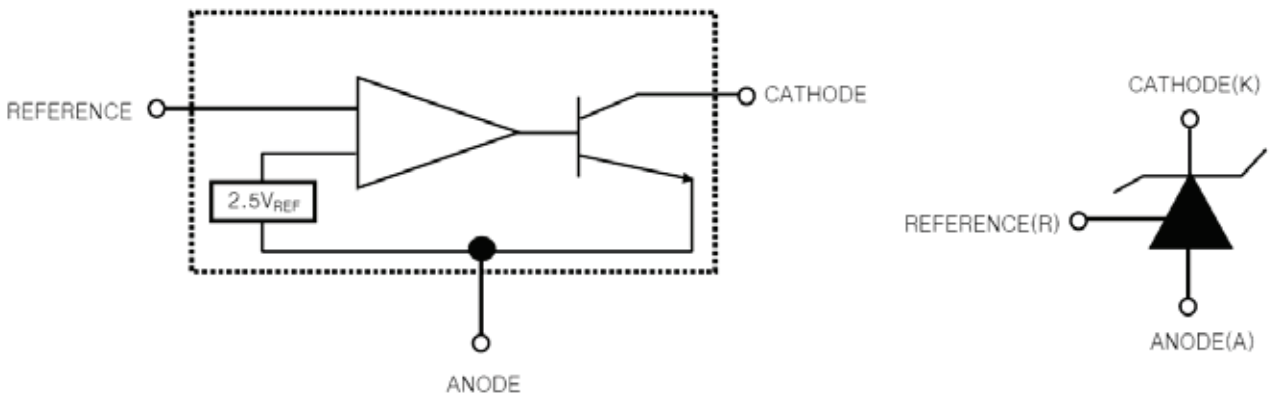 REFERENCE
CATHODE
2.5VREF
ANODE
CATHODE(K)
REFERENCE(R)
ANODE(A)